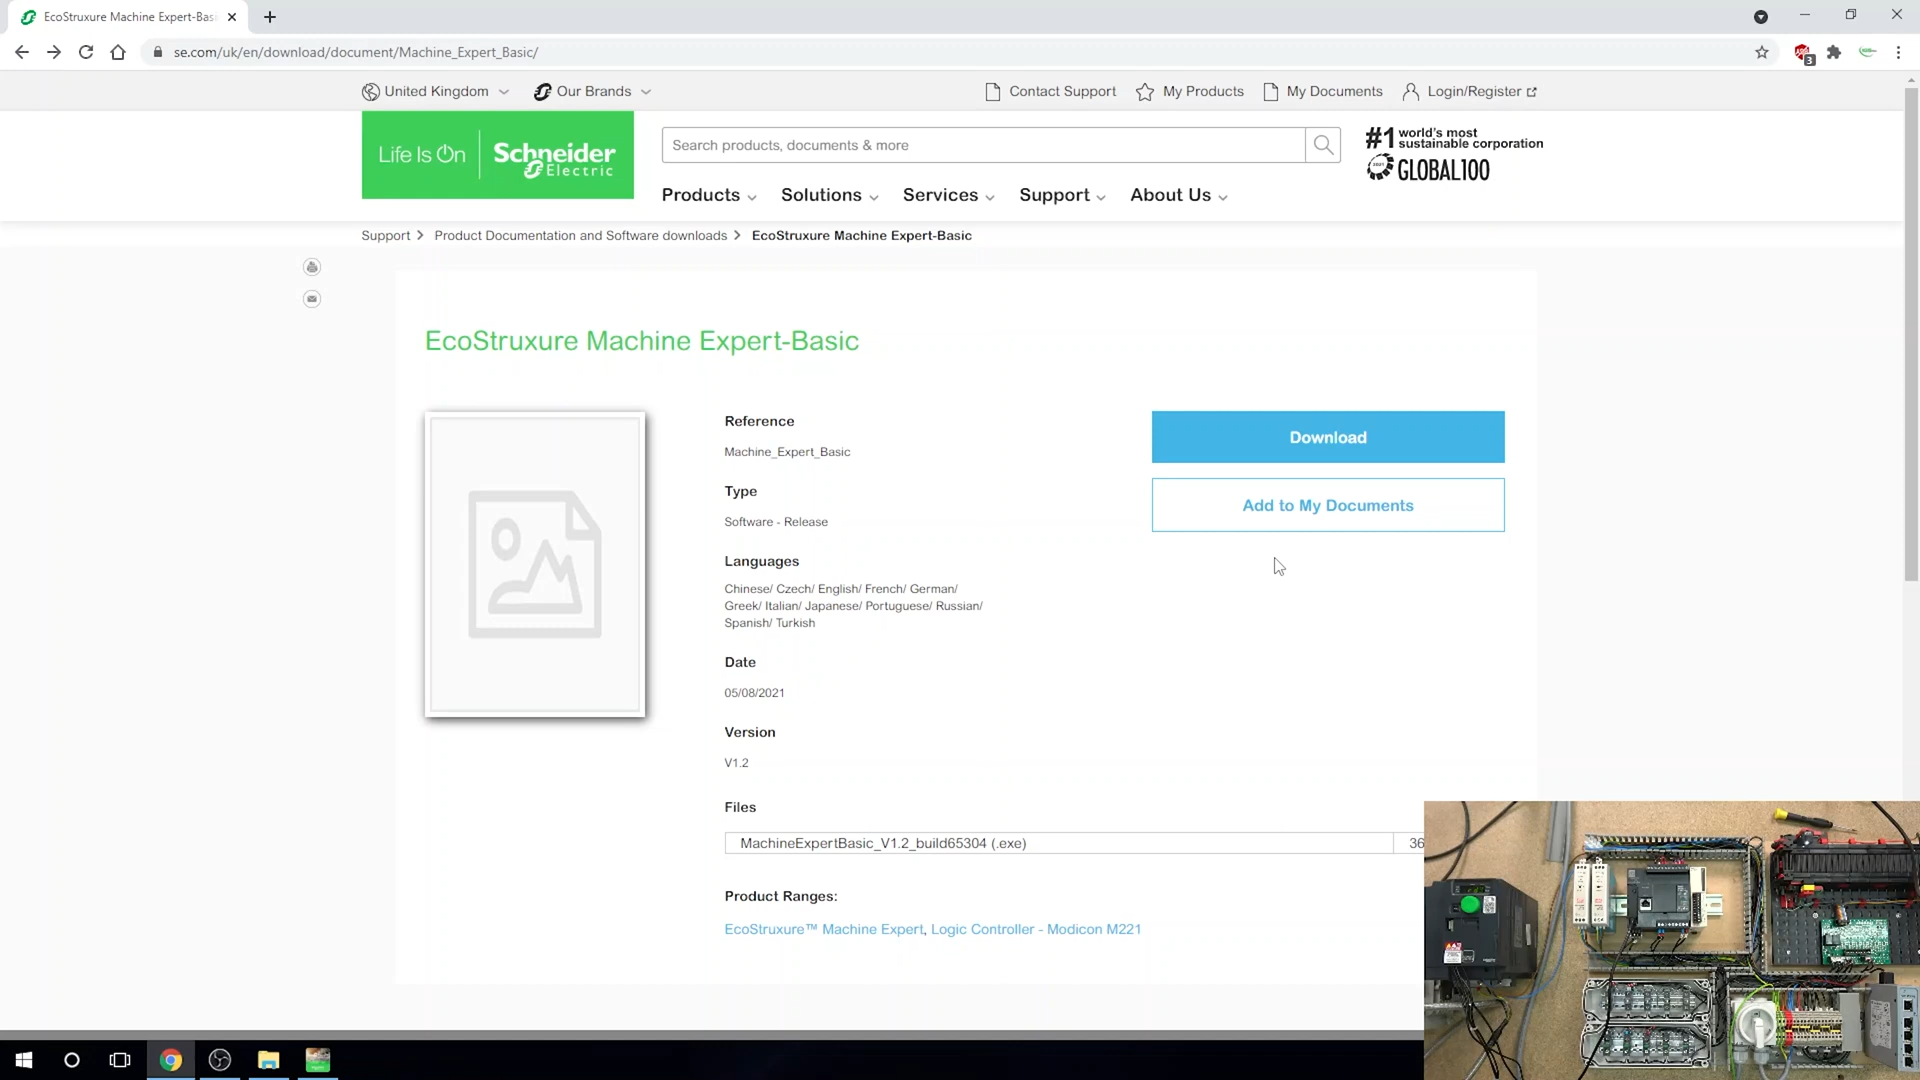 EcoStruxure Machine Expert-Bas
se.com/uk/en/download/document/Machine_Expert_Basic/
3
United Kingdom
Our Brands
Contact Support
My Products
My Documents
Login/Register
Life Is On
Schneider
Electric
Search products, documents & more
#1 world's most
sustainable corporation
GLOBAL100
Products
Solutions
Services
Support
About Us
Support > Product Documentation and Software downloads > EcoStruxure Machine Expert-Basic
EcoStruxure Machine Expert-Basic
Reference
Machine_Expert_Basic
Download
Type
Software - Release
Add to My Documents
Languages
Chinese/ Czech/ English/ French/ German/
Greek/ Italian/ Japanese/ Portuguese/ Russian/
Spanish/ Turkish
Date
05/08/2021
Version
V1.2
Files
MachineExpertBasic_V1.2_build65304 (.exe)
36
Product Ranges:
EcoStruxure™ Machine Expert, Logic Controller - Modicon M221